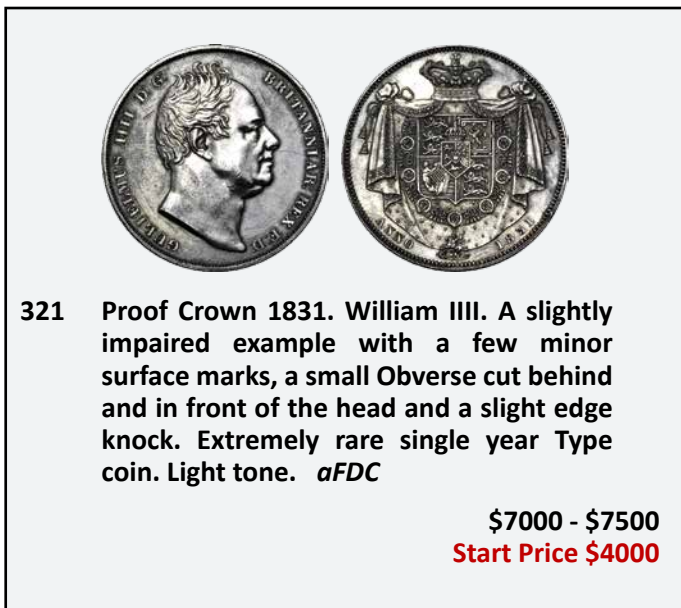 GULIELMUS IIII D: G: BRITANNIAR: REX F: D:
ANNO 1831
321 Proof Crown 1831. William IIII. A slightly
impaired example with a few minor
surface marks, a small Obverse cut behind
and in front of the head and a slight edge
knock. Extremely rare single year Type
coin. Light tone. aFDC
$7000 - $7500
Start Price $4000